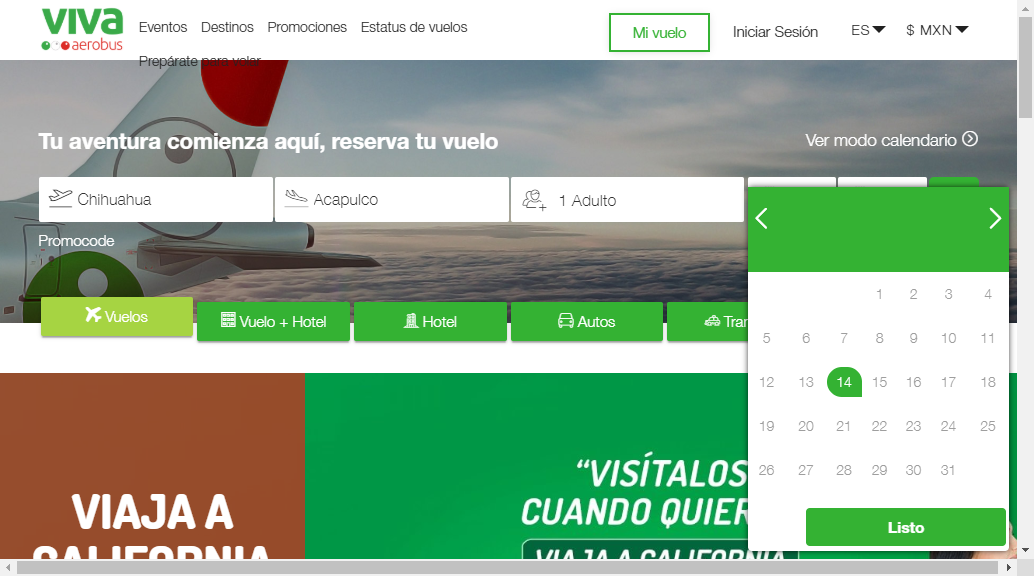 viva
aerobus
Eventos Destinos Promociones Estatus de vuelos
Prepárate para volar
Mi vuelo
Iniciar Sesión
ES
$ MXN
Tu aventura comienza aquí, reserva tu vuelo
Ver modo calendario
Chihuahua
Acapulco
1 Adulto
Promocode
Vuelos
Vuelo + Hotel
Hotel
Autos
1 2 3 4
5 6 7 8 9 10 11
12 13 14 15 16 17 18
19 20 21 22 23 24 25
26 27 28 29 30 31
Listo
VIAJA A
CALIFORNIA
“VISÍTALOS
CUANDO QUIER
VIAJA A CALIFORNIA